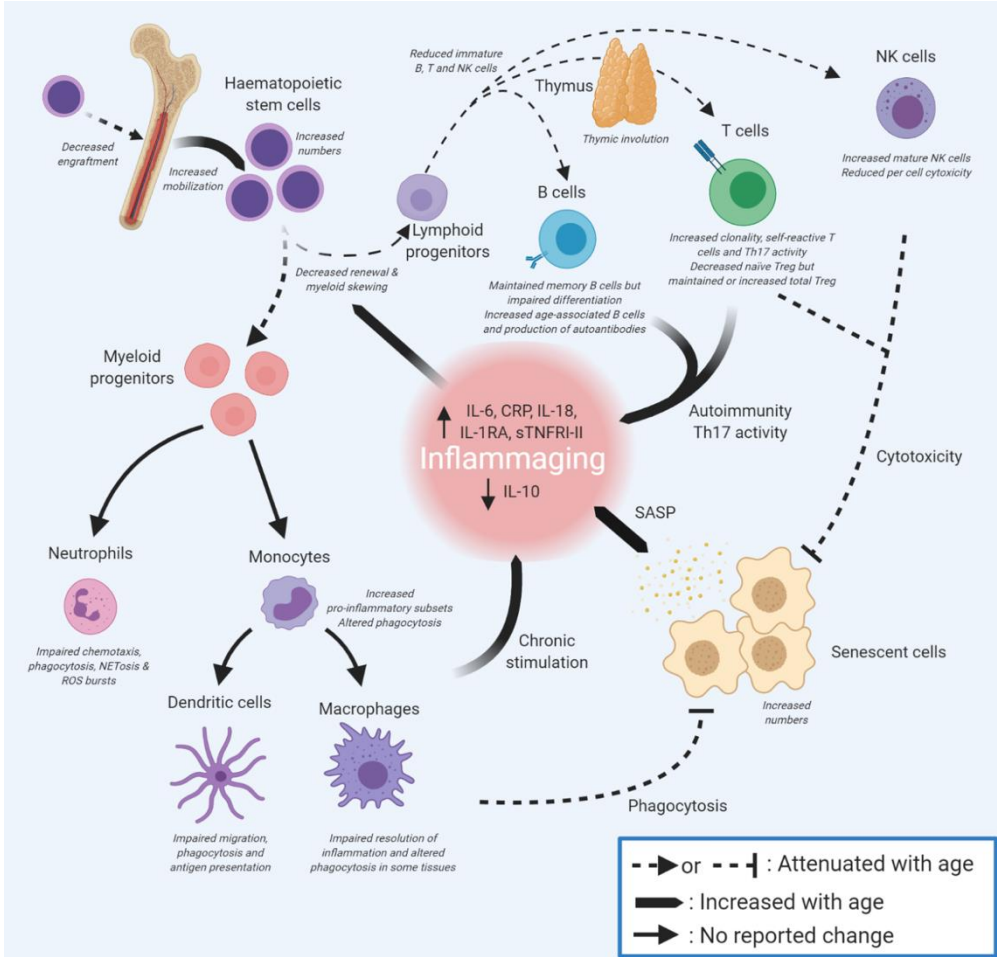 Haematopoietic
stem cells
Decreased
engraftment
Increased
mobilization
Increased
numbers
Reduced immature
B, T and NK cells
Lymphoid
progenitors
Decreased renewal &
myeloid skewing
Thymus
Thymic involution
B cells
Maintained memory B cells but
impaired differentiation
Increased age-associated B cells
and production of autoantibodies
T cells
Increased clonality, self-reactive T
cells and Th17 activity
Decreased naïve Treg but
maintained or increased total Treg
NK cells
Increased mature NK cells
Reduced per cell cytoxicity
Myeloid
progenitors
IL-6, CRP, IL-18,
IL-1RA, sTNFRI-II
Inflammaging
IL-10
Autoimmunity
Th17 activity
Cytotoxicity
SASP
Neutrophils
Impaired chemotaxis,
phagocytosis, NETosis &
ROS bursts
Monocytes
Increased
pro-inflammatory subsets
Altered phagocytosis
Chronic
stimulation
Senescent cells
Increased
numbers
Dendritic cells
Impaired migration,
phagocytosis and
antigen presentation
Macrophages
Impaired resolution of
inflammation and altered
phagocytosis in some tissues
Phagocytosis
or : Attenuated with age
: Increased with age
: No reported change